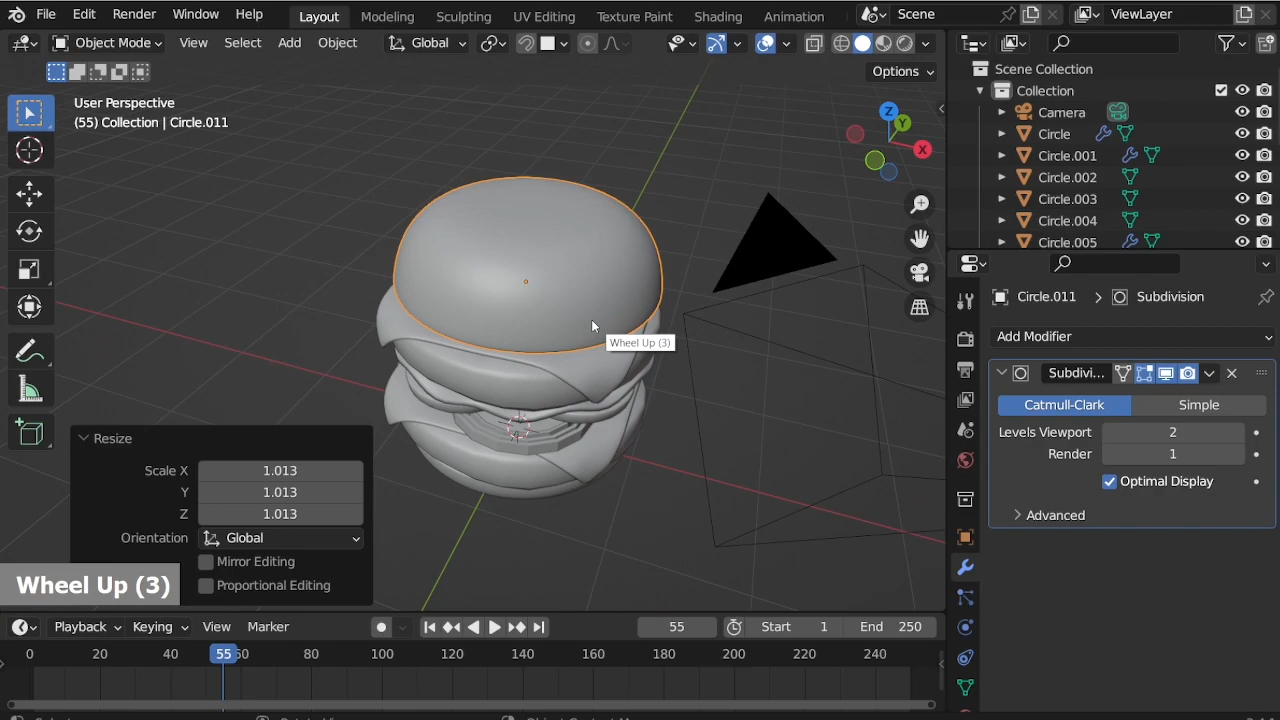 File Edit Render Window Help Layout Modeling Sculpting UV Editing Texture Paint Shading Animation Scene ViewLayer
Object Mode View Select Add Object Global
Options
User Perspective
(55) Collection | Circle.011
Z
Y
X
Wheel Up (3)
Resize
Scale X 1.013
Y 1.013
Z 1.013
Orientation Global
Mirror Editing
Proportional Editing
Wheel Up (3)
Scene Collection
Collection
Camera
Circle
Circle.001
Circle.002
Circle.003
Circle.004
Circle.005
Circle.011 > Subdivision
Add Modifier
Subdivi...
Catmull-Clark Simple
Levels Viewport 2
Render 1
Optimal Display
Advanced
Playback Keying View Marker 55 Start 1 End 250
0 20 40 55 80 100 120 140 160 180 200 220 240